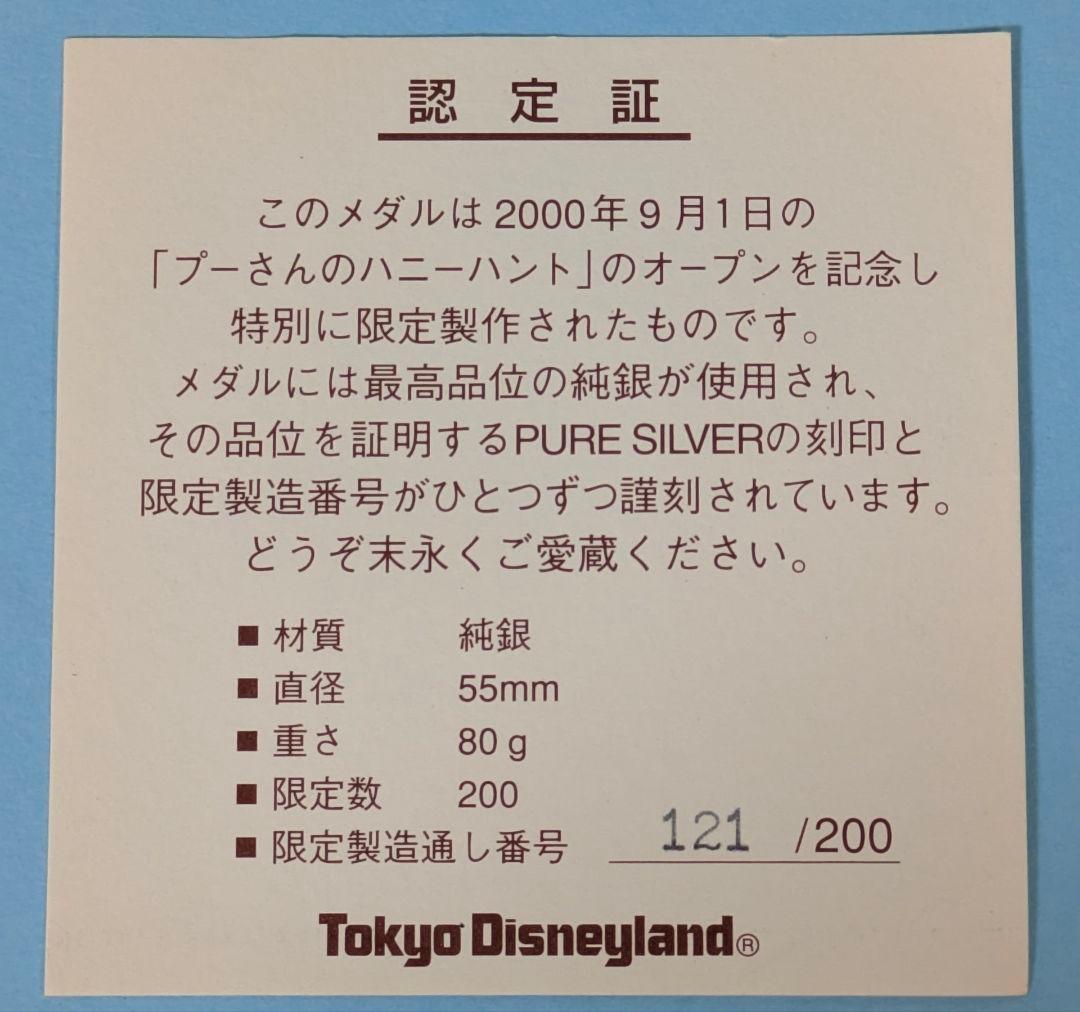 認定証
このメダルは2000年9月1日の
「プーさんのハニーハント」のオープンを記念し
特別に限定製作されたものです。
メダルには最高品位の純銀が使用され、
その品位を証明するPURE SILVERの刻印と
限定製造番号がひとつずつ謹刻されています。
どうぞ末永くご愛蔵ください。
■ 材質 純銀
■ 直径 55mm
■ 重さ 80g
■ 限定数 200
■ 限定製造通し番号 121 /200
Tokyo Disneyland®